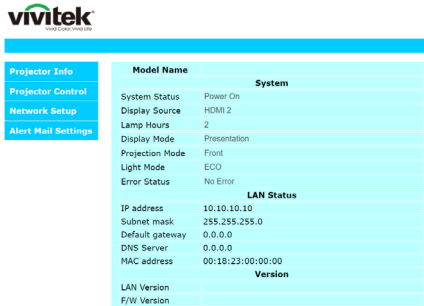 vivitek
Vivid Color, Vivid Life
Projector Info
Projector Control
Network Setup
Alert Mail Settings
Model Name
System
System Status Power On
Display Source HDMI 2
Lamp Hours 2
Display Mode Presentation
Projection Mode Front
Light Mode ECO
Error Status No Error
LAN Status
IP address 10.10.10.10
Subnet mask 255.255.255.0
Default gateway 0.0.0.0
DNS Server 0.0.0.0
MAC address 00:18:23:00:00:00
Version
LAN Version
F/W Version